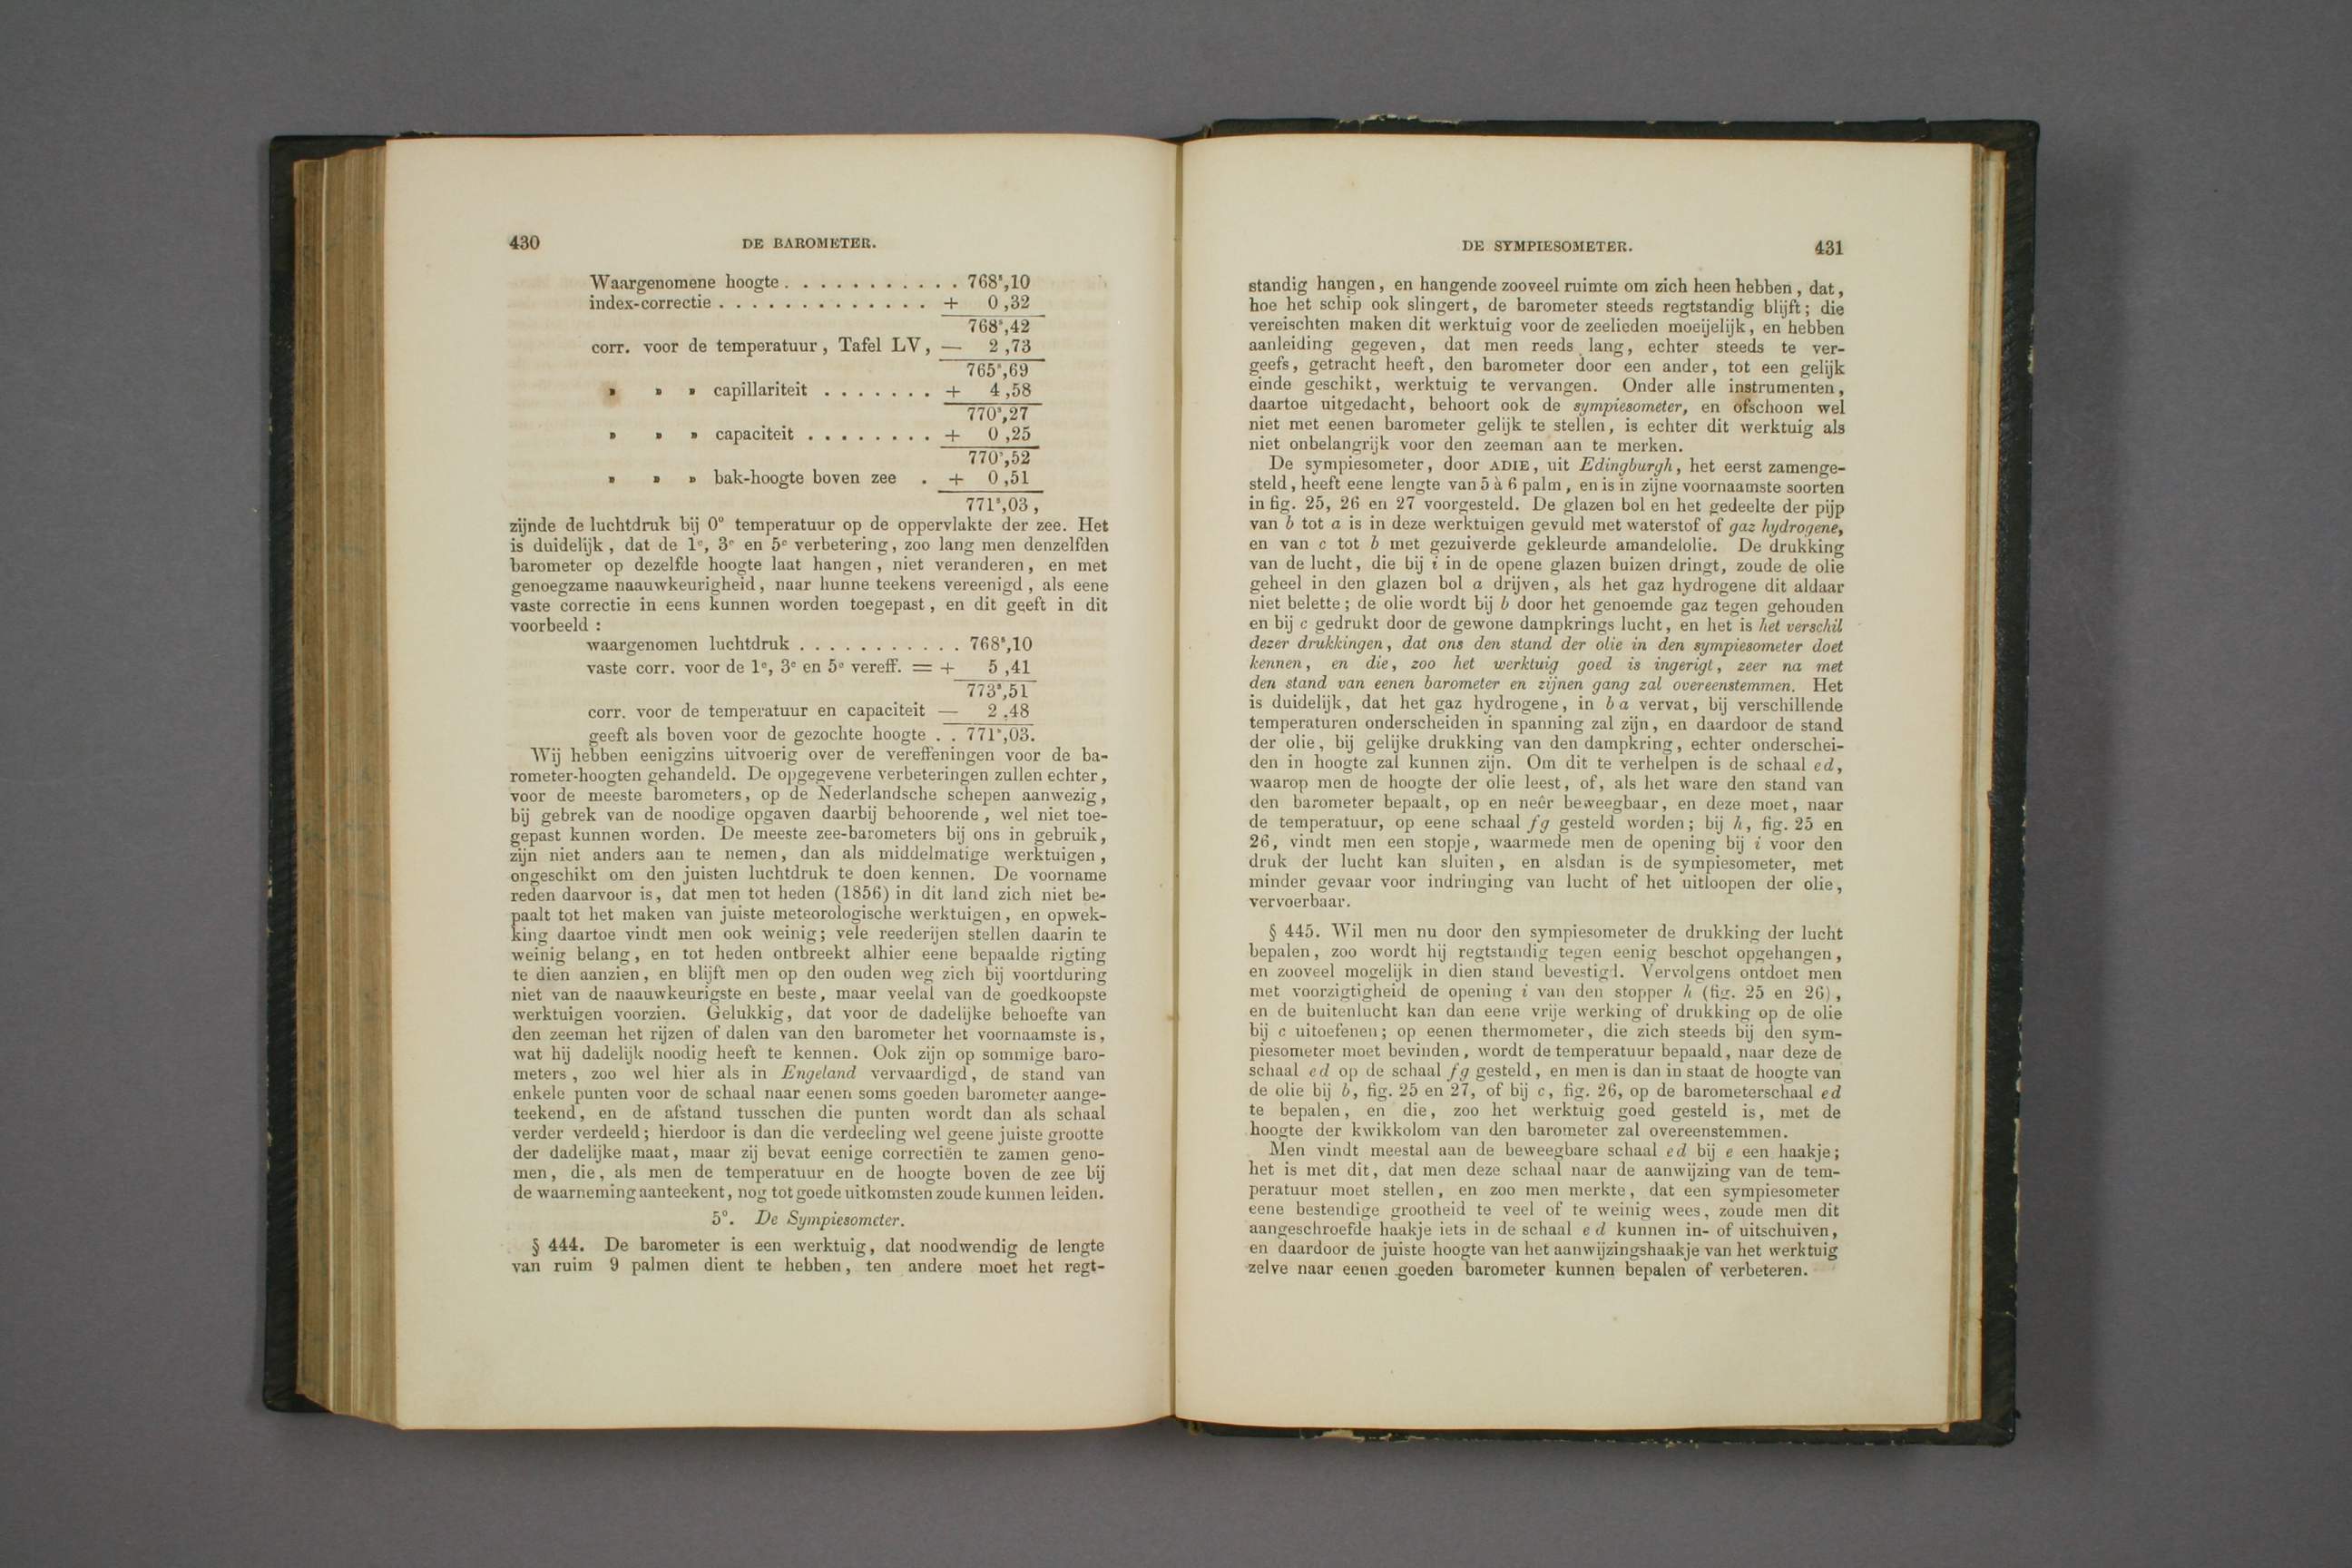 430
DE BAROMETER.
Waargenomene hoogte . . . . . . . . . . . 768ˢ,10
index-correctie . . . . . . . . . . . . . + 0 ,32
768ˢ,42
corr. voor de temperatuur, Tafel LV, — 2 ,73
765ˢ,69
» » » capillariteit . . . . . . . + 4 ,58
770ˢ,27
» » » capaciteit . . . . . . . . + 0 ,25
770ˢ,52
» » » bak-hoogte boven zee . + 0 ,51
771ˢ,03,
zijnde de luchtdruk bij 0° temperatuur op de oppervlakte der zee. Het
is duidelijk, dat de 1ᵉ, 3ᵉ en 5ᵉ verbetering, zoo lang men denzelfden
barometer op dezelfde hoogte laat hangen, niet veranderen, en met
genoegzame naauwkeurigheid, naar hunne teekens vereenigd, als eene
vaste correctie in eens kunnen worden toegepast, en dit geeft in dit
voorbeeld :
waargenomen luchtdruk . . . . . . . . . . . 768ˢ,10
vaste corr. voor de 1ᵉ, 3ᵉ en 5ᵉ vereff. = + 5 ,41
773ˢ,51
corr. voor de temperatuur en capaciteit — 2 ,48
geeft als boven voor de gezochte hoogte . . 771ˢ,03.
Wij hebben eenigzins uitvoerig over de vereffeningen voor de ba-
rometer-hoogten gehandeld. De opgegevene verbeteringen zullen echter,
voor de meeste barometers, op de Nederlandsche schepen aanwezig,
bij gebrek van de noodige opgaven daarbij behoorende, wel niet toe-
gepast kunnen worden. De meeste zee-barometers bij ons in gebruik,
zijn niet anders aan te nemen, dan als middelmatige werktuigen,
ongeschikt om den juisten luchtdruk te doen kennen. De voorname
reden daarvoor is, dat men tot heden (1856) in dit land zich niet be-
paalt tot het maken van juiste meteorologische werktuigen, en opwek-
king daartoe vindt men ook weinig; vele reederijen stellen daarin te
weinig belang, en tot heden ontbreekt alhier eene bepaalde rigting
te dien aanzien, en blijft men op den ouden weg zich bij voortduring
niet van de naauwkeurigste en beste, maar veelal van de goedkoopste
werktuigen voorzien. Gelukkig, dat voor de dadelijke behoefte van
den zeeman het rijzen of dalen van den barometer het voornaamste is,
wat hij dadelijk noodig heeft te kennen. Ook zijn op sommige baro-
meters, zoo wel hier als in Engeland vervaardigd, de stand van
enkele punten voor de schaal naar eenen soms goeden barometer aange-
teekend, en de afstand tusschen die punten wordt dan als schaal
verder verdeeld; hierdoor is dan die verdeeling wel geene juiste grootte
der dadelijke maat, maar zij bevat eenige correctiën te zamen geno-
men, die, als men de temperatuur en de hoogte boven de zee bij
de waarneming aanteekent, nog tot goede uitkomsten zoude kunnen leiden.
5°. De Sympiesometer.
§ 444. De barometer is een werktuig, dat noodwendig de lengte
van ruim 9 palmen dient te hebben, ten andere moet het regt-
DE SYMPIESOMETER.
431
standig hangen, en hangende zooveel ruimte om zich heen hebben, dat,
hoe het schip ook slingert, de barometer steeds regtstandig blijft; die
vereischten maken dit werktuig voor de zeelieden moeijelijk, en hebben
aanleiding gegeven, dat men reeds lang, echter steeds te ver-
geefs, getracht heeft, den barometer door een ander, tot een gelijk
einde geschikt, werktuig te vervangen. Onder alle instrumenten,
daartoe uitgedacht, behoort ook de sympiesometer, en ofschoon wel
niet met eenen barometer gelijk te stellen, is echter dit werktuig als
niet onbelangrijk voor den zeeman aan te merken.
De sympiesometer, door ADIE, uit Edingburgh, het eerst zamenge-
steld, heeft eene lengte van 5 à 6 palm, en is in zijne voornaamste soorten
in fig. 25, 26 en 27 voorgesteld. De glazen bol en het gedeelte der pijp
van b tot a is in deze werktuigen gevuld met waterstof of gaz hydrogene,
en van c tot b met gezuiverde gekleurde amandelolie. De drukking
van de lucht, die bij i in de opene glazen buizen dringt, zoude de olie
geheel in den glazen bol a drijven, als het gaz hydrogene dit aldaar
niet belette; de olie wordt bij b door het genoemde gaz tegen gehouden
en bij c gedrukt door de gewone dampkrings lucht, en het is het verschil
dezer drukkingen, dat ons den stand der olie in den sympiesometer doet
kennen, en die, zoo het werktuig goed is ingerigt, zeer na met
den stand van eenen barometer en zijnen gang zal overeenstemmen. Het
is duidelijk, dat het gaz hydrogene, in b a vervat, bij verschillende
temperaturen onderscheiden in spanning zal zijn, en daardoor de stand
der olie, bij gelijke drukking van den dampkring, echter onderschei-
den in hoogte zal kunnen zijn. Om dit te verhelpen is de schaal ed,
waarop men de hoogte der olie leest, of, als het ware den stand van
den barometer bepaalt, op en neêr beweegbaar, en deze moet, naar
de temperatuur, op eene schaal fg gesteld worden; bij h, fig. 25 en
26, vindt men een stopje, waarmede men de opening bij i voor den
druk der lucht kan sluiten, en alsdan is de sympiesometer, met
minder gevaar voor indringing van lucht of het uitloopen der olie,
vervoerbaar.
§ 445. Wil men nu door den sympiesometer de drukking der lucht
bepalen, zoo wordt hij regtstandig tegen eenig beschot opgehangen,
en zooveel mogelijk in dien stand bevestigd. Vervolgens ontdoet men
met voorzigtigheid de opening i van den stopper h (fig. 25 en 26),
en de buitenlucht kan dan eene vrije werking of drukking op de olie
bij c uitoefenen; op eenen thermometer, die zich steeds bij den sym-
piesometer moet bevinden, wordt de temperatuur bepaald, naar deze de
schaal ed op de schaal fg gesteld, en men is dan in staat de hoogte van
de olie bij b, fig. 25 en 27, of bij c, fig. 26, op de barometerschaal ed
te bepalen, en die, zoo het werktuig goed gesteld is, met de
hoogte der kwikkolom van den barometer zal overeenstemmen.
Men vindt meestal aan de beweegbare schaal ed bij e een haakje;
het is met dit, dat men deze schaal naar de aanwijzing van de tem-
peratuur moet stellen, en zoo men merkte, dat een sympiesometer
eene bestendige grootheid te veel of te weinig wees, zoude men dit
aangeschroefde haakje iets in de schaal e d kunnen in- of uitschuiven,
en daardoor de juiste hoogte van het aanwijzingshaakje van het werktuig
zelve naar eenen goeden barometer kunnen bepalen of verbeteren.